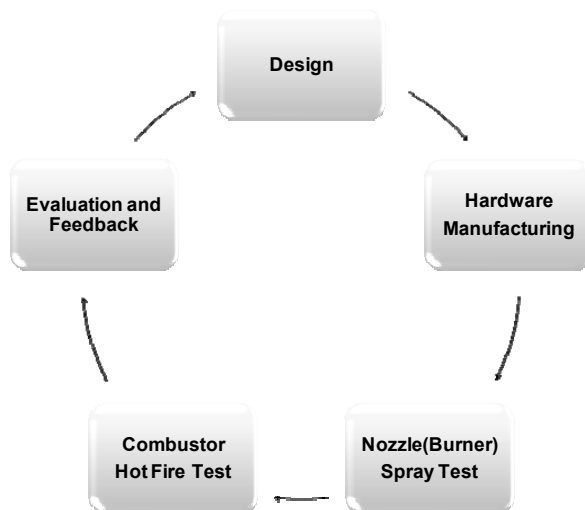 Design
Hardware
Manufacturing
Nozzle(Burner)
Spray Test
Combustor
Hot Fire Test
Evaluation and
Feedback